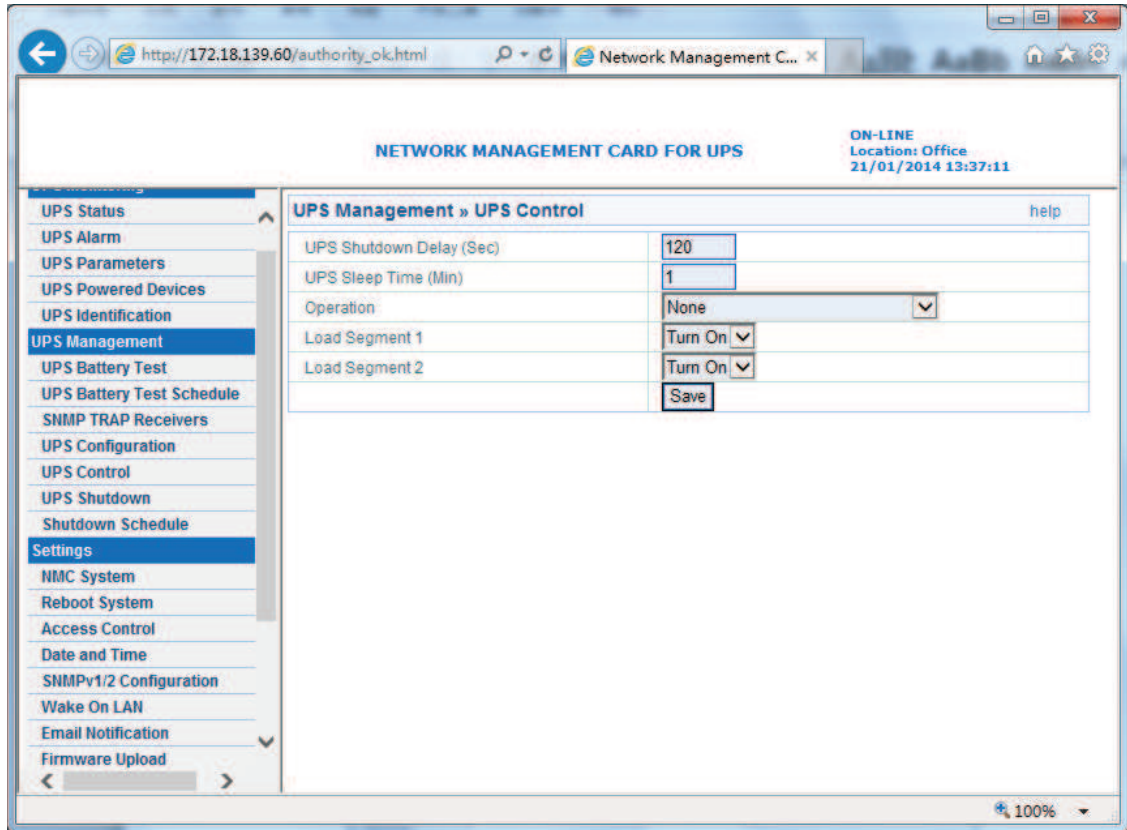 http://172.18.139.60/authority_ok.html
Network Management C...
NETWORK MANAGEMENT CARD FOR UPS
ON-LINE
Location: Office
21/01/2014 13:37:11
UPS Status
UPS Alarm
UPS Parameters
UPS Powered Devices
UPS Identification
UPS Management
UPS Battery Test
UPS Battery Test Schedule
SNMP TRAP Receivers
UPS Configuration
UPS Control
UPS Shutdown
Shutdown Schedule
Settings
NMC System
Reboot System
Access Control
Date and Time
SNMPv1/2 Configuration
Wake On LAN
Email Notification
Firmware Upload
UPS Management » UPS Control help
UPS Shutdown Delay (Sec) 120
UPS Sleep Time (Min) 1
Operation None
Load Segment 1 Turn On
Load Segment 2 Turn On
Save
100%